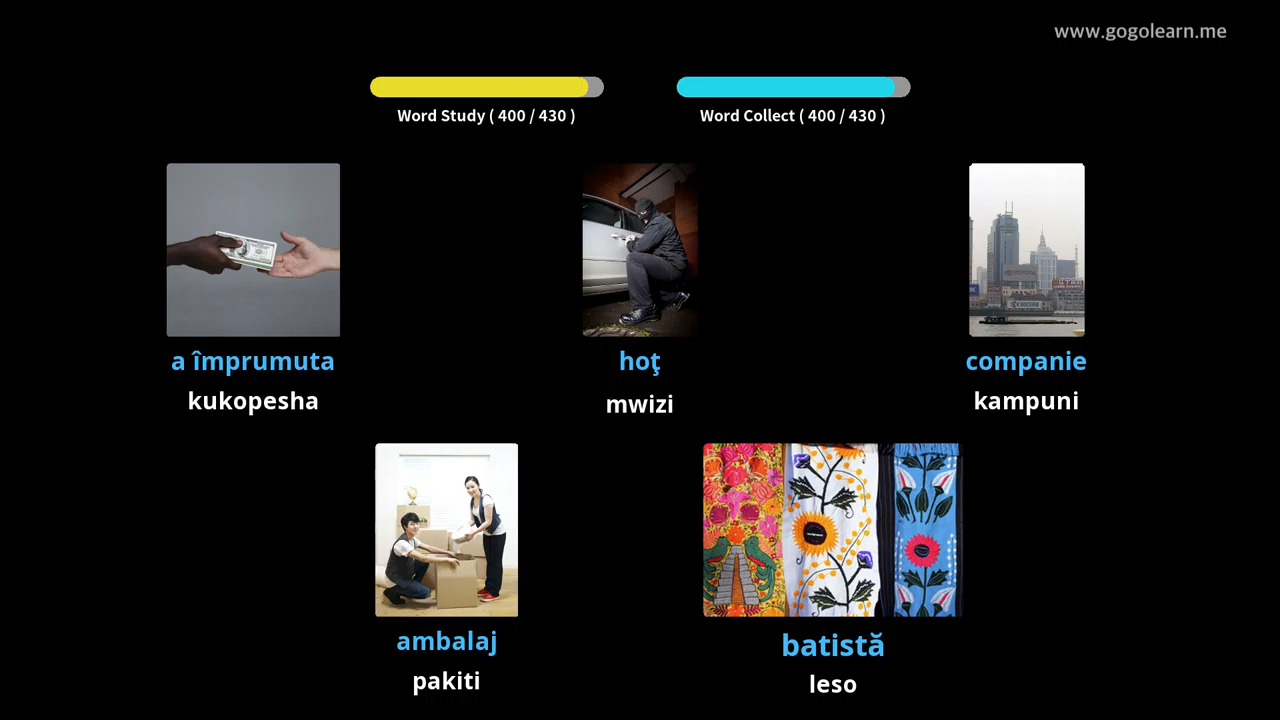 www.gogolearn.me
Word Study ( 400 / 430 )
Word Collect ( 400 / 430 )
TOYOTA
a împrumuta
hoţ
companie
kukopesha
mwizi
kampuni
ambalaj
batistă
pakiti
leso